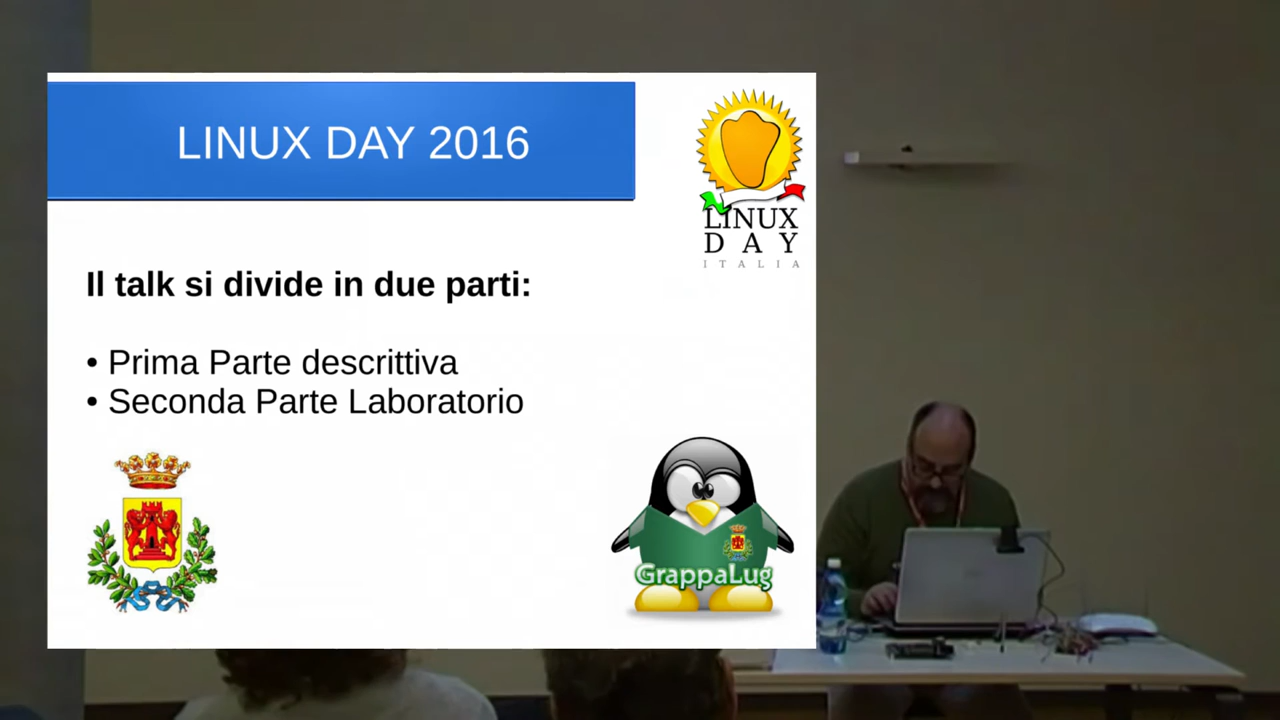 LINUX DAY 2016
LINUX
DAY
ITALIA
Il talk si divide in due parti:
• Prima Parte descrittiva
• Seconda Parte Laboratorio
GrappaLug